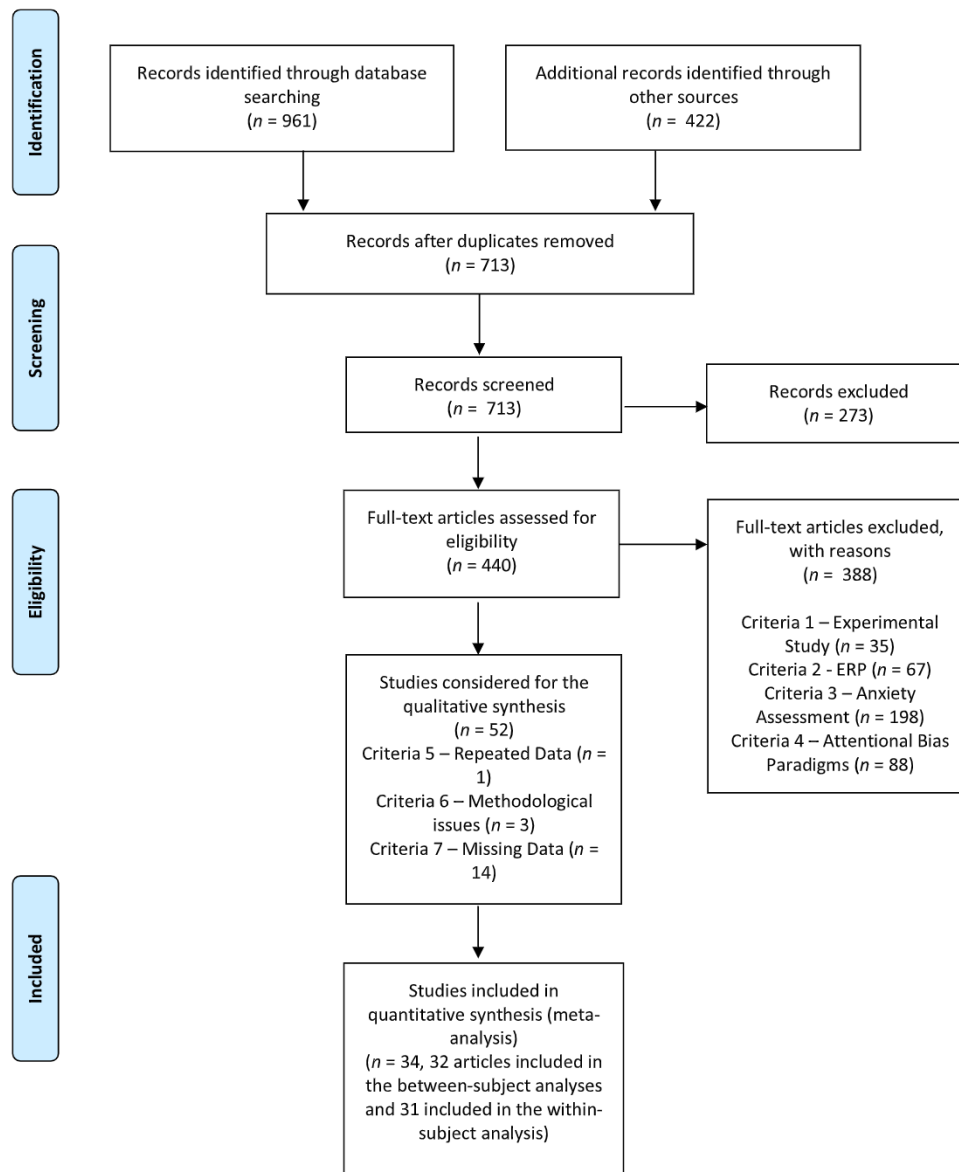 Identification
Records identified through database
searching
(n = 961)
Additional records identified through
other sources
(n = 422)
Records after duplicates removed
(n = 713)
Screening
Records screened
(n = 713)
Records excluded
(n = 273)
Eligibility
Full-text articles assessed for
eligibility
(n = 440)
Full-text articles excluded,
with reasons
(n = 388)
Criteria 1 – Experimental
Study (n = 35)
Criteria 2 - ERP (n = 67)
Criteria 3 – Anxiety
Assessment (n = 198)
Criteria 4 – Attentional Bias
Paradigms (n = 88)
Studies considered for the
qualitative synthesis
(n = 52)
Criteria 5 – Repeated Data (n =
1)
Criteria 6 – Methodological
issues (n = 3)
Criteria 7 – Missing Data (n =
14)
Included
Studies included in
quantitative synthesis (meta-
analysis)
(n = 34, 32 articles included in
the between-subject analyses
and 31 included in the within-
subject analysis)